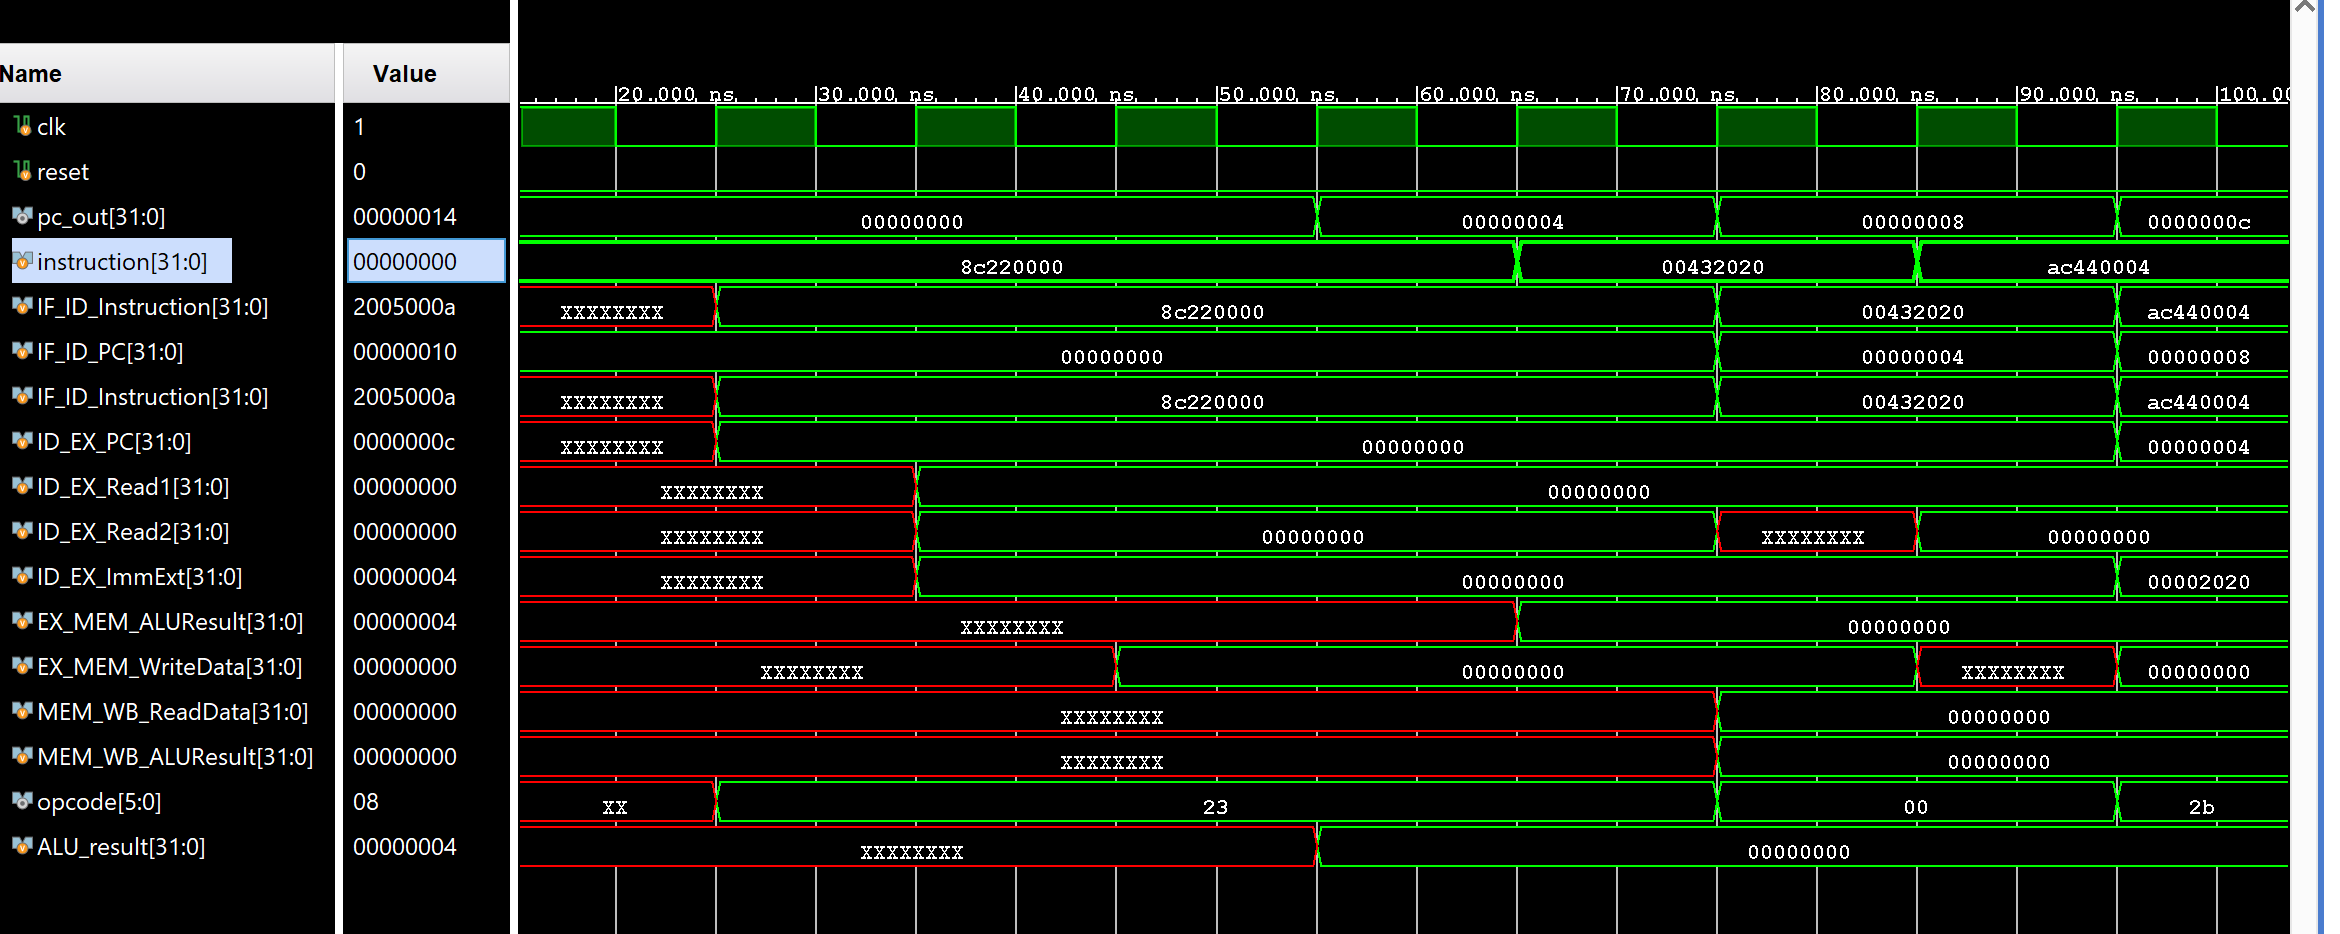 Name Value
20.000 ns 30.000 ns 40.000 ns 50.000 ns 60.000 ns 70.000 ns 80.000 ns 90.000 ns 100.00
clk 1
reset 0
pc_out[31:0] 00000014 00000000 00000004 00000008 0000000c
instruction[31:0] 00000000 8c220000 00432020 ac440004
IF_ID_Instruction[31:0] 2005000a XXXXXXXX 8c220000 00432020 ac440004
IF_ID_PC[31:0] 00000010 00000000 00000004 00000008
IF_ID_Instruction[31:0] 2005000a XXXXXXXX 8c220000 00432020 ac440004
ID_EX_PC[31:0] 0000000c XXXXXXXX 00000000 00000004
ID_EX_Read1[31:0] 00000000 XXXXXXXX 00000000
ID_EX_Read2[31:0] 00000000 XXXXXXXX 00000000 XXXXXXXX 00000000
ID_EX_ImmExt[31:0] 00000004 XXXXXXXX 00000000 00002020
EX_MEM_ALUResult[31:0] 00000004 XXXXXXXX 00000000
EX_MEM_WriteData[31:0] 00000000 XXXXXXXX 00000000 XXXXXXXX 00000000
MEM_WB_ReadData[31:0] 00000000 XXXXXXXX 00000000
MEM_WB_ALUResult[31:0] 00000000 XXXXXXXX 00000000
opcode[5:0] 08 XX 23 00 2b
ALU_result[31:0] 00000004 XXXXXXXX 00000000